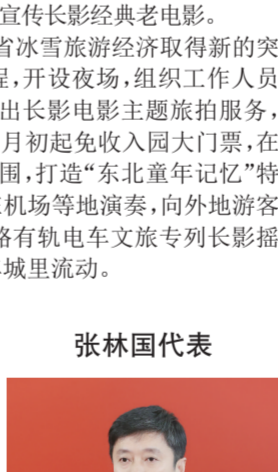 宣传长影经典老电影。
省冰雪旅游经济取得新的突
程,开设夜场,组织工作人员
出长影电影主题旅拍服务,
月初起免收入园大门票,在
围,打造“东北童年记忆”特
机场等地演奏,向外地游客
路有轨电车文旅专列长影摇
城里流动。
张林国代表